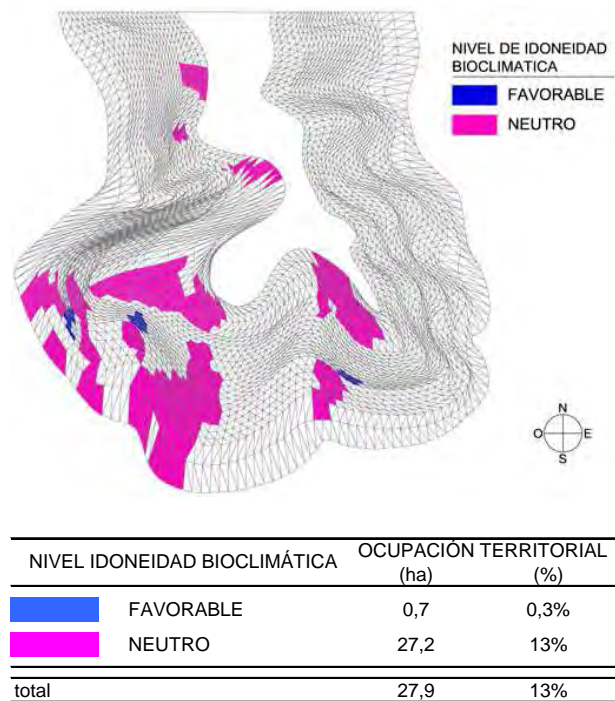 NIVEL DE IDONEIDAD
BIOCLIMATICA
FAVORABLE
NEUTRO
N
O E
S
NIVEL IDONEIDAD BIOCLIMÁTICA OCUPACIÓN TERRITORIAL
(ha) (%)
FAVORABLE 0,7 0,3%
NEUTRO 27,2 13%
total 27,9 13%